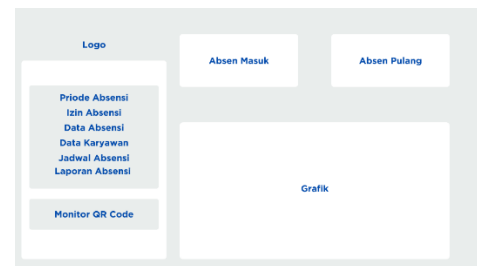 Logo
Priode Absensi
Izin Absensi
Data Absensi
Data Karyawan
Jadwal Absensi
Laporan Absensi
Monitor QR Code
Absen Masuk
Absen Pulang
Grafik